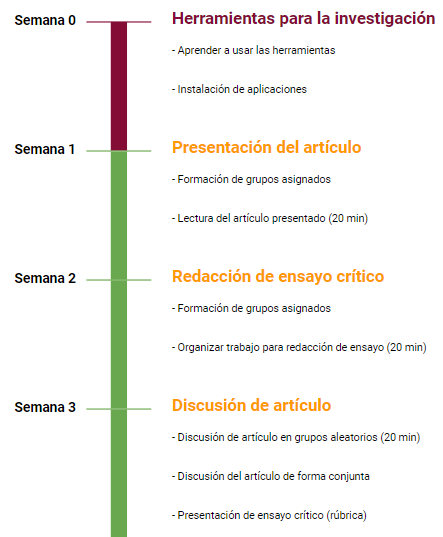 Semana 0
Herramientas para la investigación
- Aprender a usar las herramientas
- Instalación de aplicaciones
Semana 1
Presentación del artículo
- Formación de grupos asignados
- Lectura del artículo presentado (20 min)
Semana 2
Redacción de ensayo crítico
- Formación de grupos asignados
- Organizar trabajo para redacción de ensayo (20 min)
Semana 3
Discusión de artículo
- Discusión de artículo en grupos aleatorios (20 min)
- Discusión del artículo de forma conjunta
- Presentación de ensayo crítico (rúbrica)